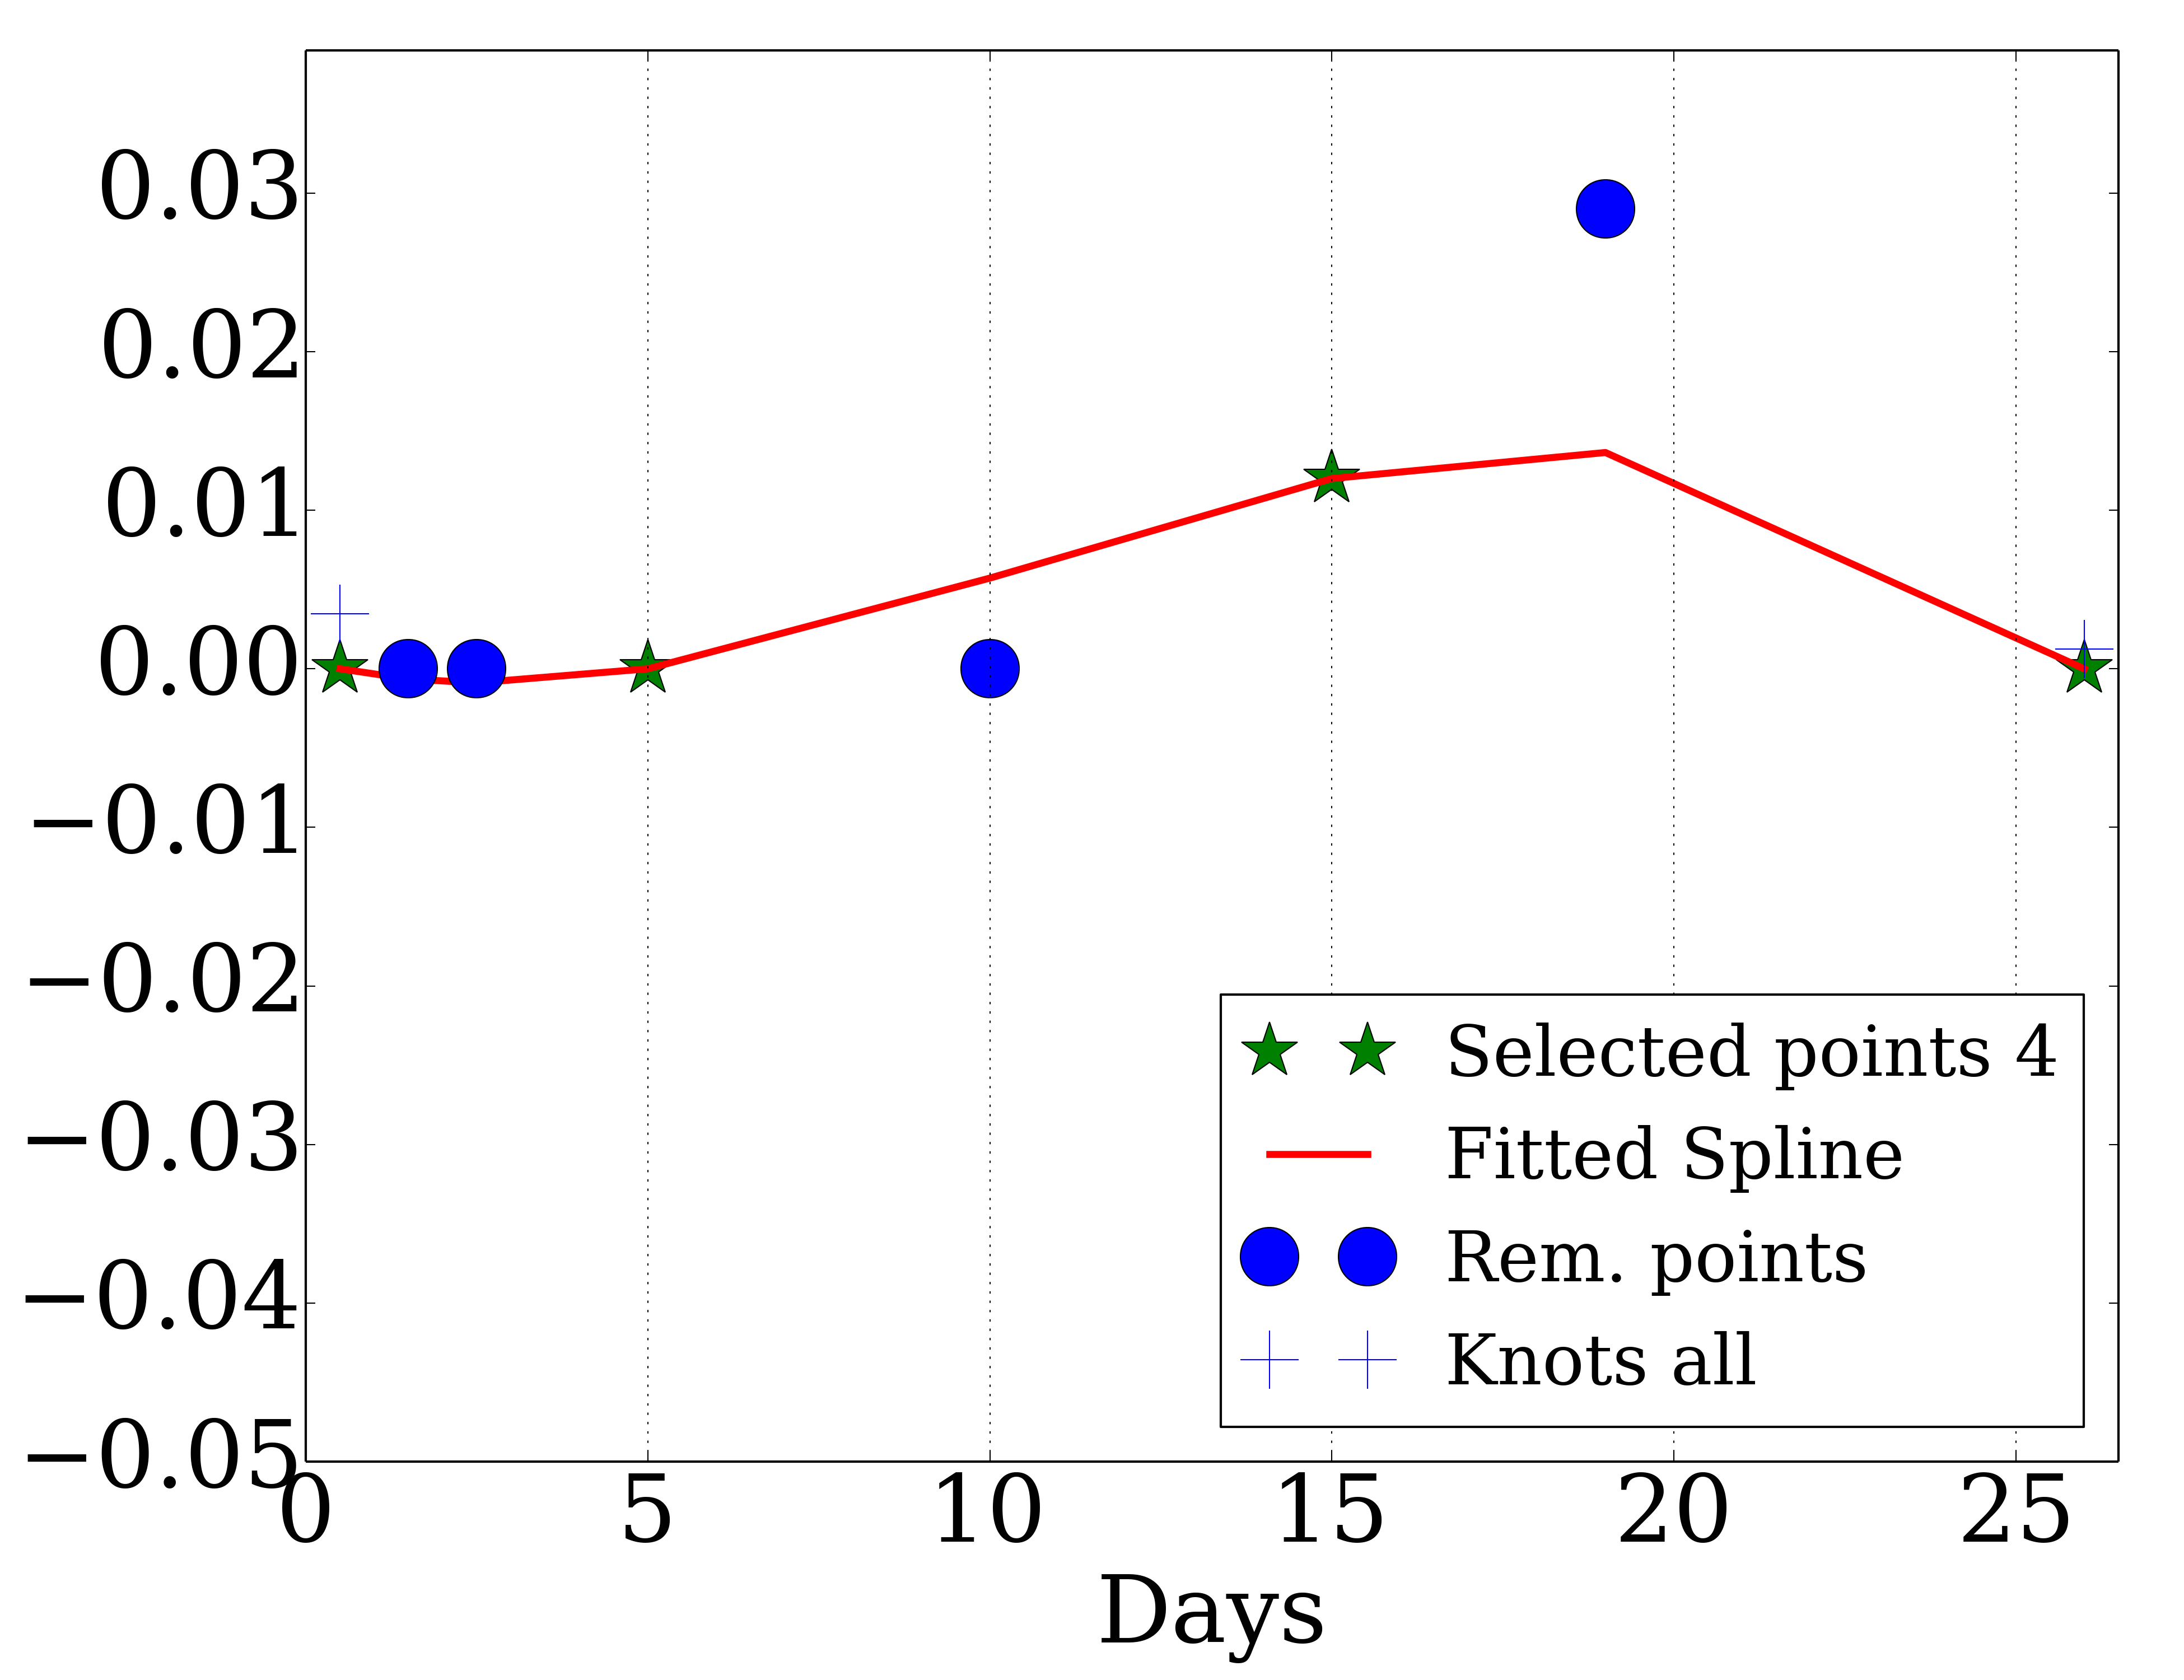 0.03
0.02
0.01
0.00
−0.01
−0.02
−0.03
−0.04
−0.05
0 5 10 15 20 25
Days
Selected points 4
Fitted Spline
Rem. points
Knots all